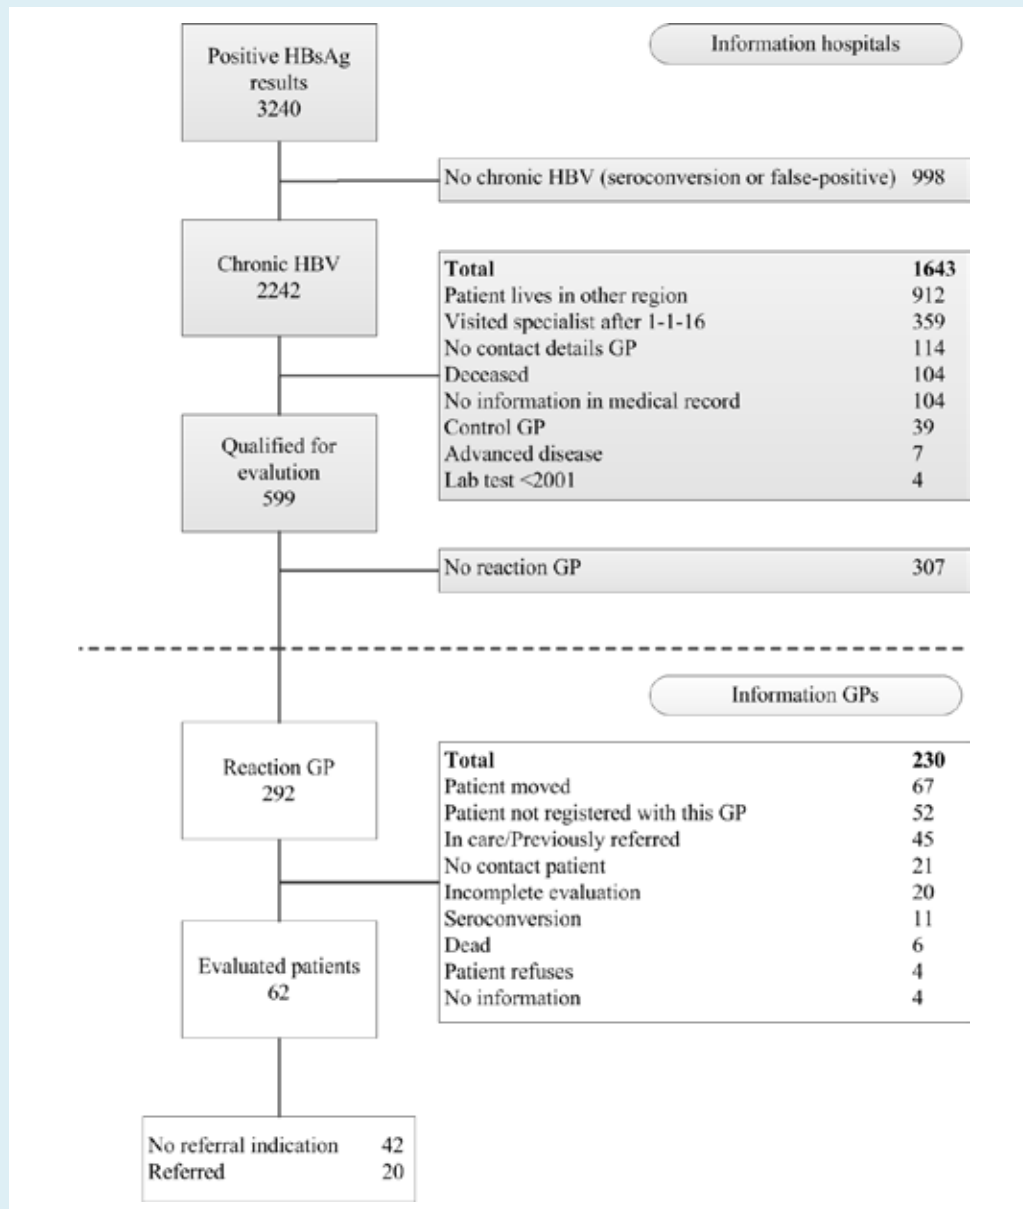 Positive HBsAg
results
3240
Information hospitals
No chronic HBV (seroconversion or false-positive) 998
Chronic HBV
2242
Total 1643
Patient lives in other region 912
Visited specialist after 1-1-16 359
No contact details GP 114
Deceased 104
No information in medical record 104
Control GP 39
Advanced disease 7
Lab test <2001 4
Qualified for
evalution
599
No reaction GP 307
Information GPs
Reaction GP
292
Total 230
Patient moved 67
Patient not registered with this GP 52
In care/Previously referred 45
No contact patient 21
Incomplete evaluation 20
Seroconversion 11
Dead 6
Patient refuses 4
No information 4
Evaluated patients
62
No referral indication 42
Referred 20